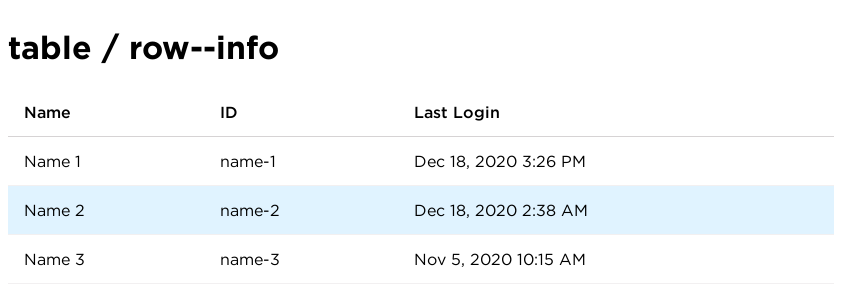 table / row--info
Name ID Last Login
Name 1 name-1 Dec 18, 2020 3:26 PM
Name 2 name-2 Dec 18, 2020 2:38 AM
Name 3 name-3 Nov 5, 2020 10:15 AM